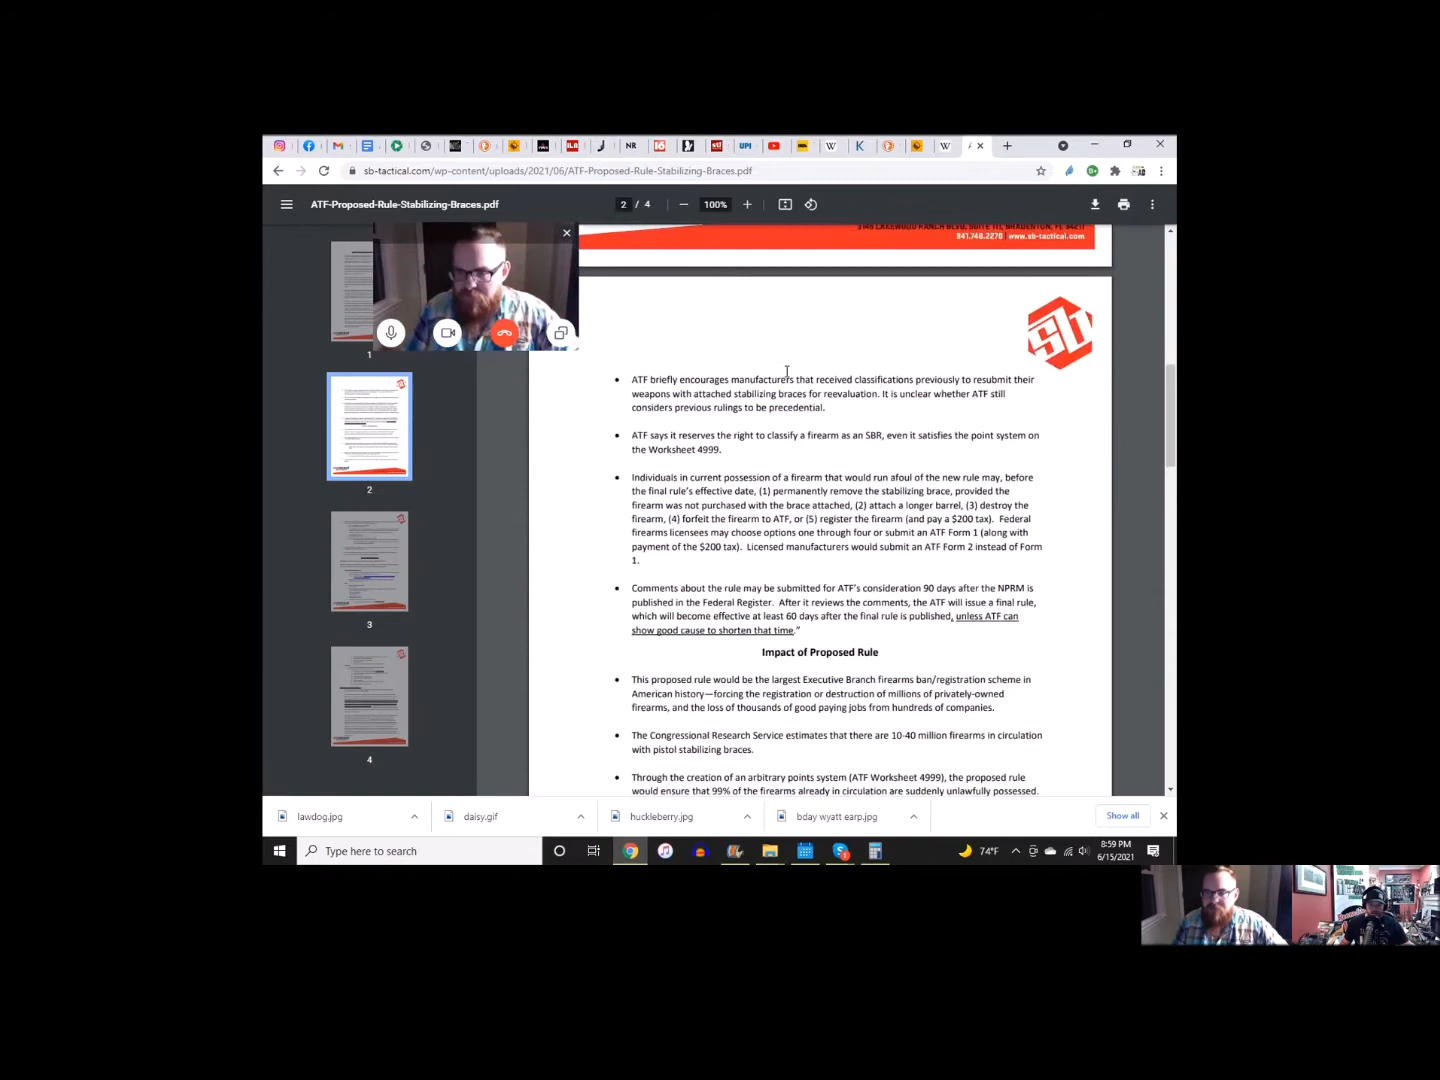 NR
ILA
UPI
W
K
W
sb-tactical.com/wp-content/uploads/2021/06/ATF-Proposed-Rule-Stabilizing-Braces.pdf
ATF-Proposed-Rule-Stabilizing-Braces.pdf
2 / 4
100%
3145 LAKEWOOD RANCH BLVD, SUITE 111, BRADENTON, FL 34211
941.748.2270 | www.sb-tactical.com
1
2
3
4
• ATF briefly encourages manufacturers that received classifications previously to resubmit their
weapons with attached stabilizing braces for reevaluation. It is unclear whether ATF still
considers previous rulings to be precedential.
• ATF says it reserves the right to classify a firearm as an SBR, even it satisfies the point system on
the Worksheet 4999.
• Individuals in current possession of a firearm that would run afoul of the new rule may, before
the final rule's effective date, (1) permanently remove the stabilizing brace, provided the
firearm was not purchased with the brace attached, (2) attach a longer barrel, (3) destroy the
firearm, (4) forfeit the firearm to ATF, or (5) register the firearm (and pay a $200 tax). Federal
firearms licensees may choose options one through four or submit an ATF Form 1 (along with
payment of the $200 tax). Licensed manufacturers would submit an ATF Form 2 instead of Form
1.
• Comments about the rule may be submitted for ATF's consideration 90 days after the NPRM is
published in the Federal Register. After it reviews the comments, the ATF will issue a final rule,
which will become effective at least 60 days after the final rule is published, unless ATF can
show good cause to shorten that time."
Impact of Proposed Rule
• This proposed rule would be the largest Executive Branch firearms ban/registration scheme in
American history—forcing the registration or destruction of millions of privately-owned
firearms, and the loss of thousands of good paying jobs from hundreds of companies.
• The Congressional Research Service estimates that there are 10-40 million firearms in circulation
with pistol stabilizing braces.
• Through the creation of an arbitrary points system (ATF Worksheet 4999), the proposed rule
would ensure that 99% of the firearms already in circulation are suddenly unlawfully possessed.
lawdog.jpg
daisy.gif
huckleberry.jpg
bday wyatt earp.jpg
Show all
Type here to search
74°F
8:59 PM
6/15/2021